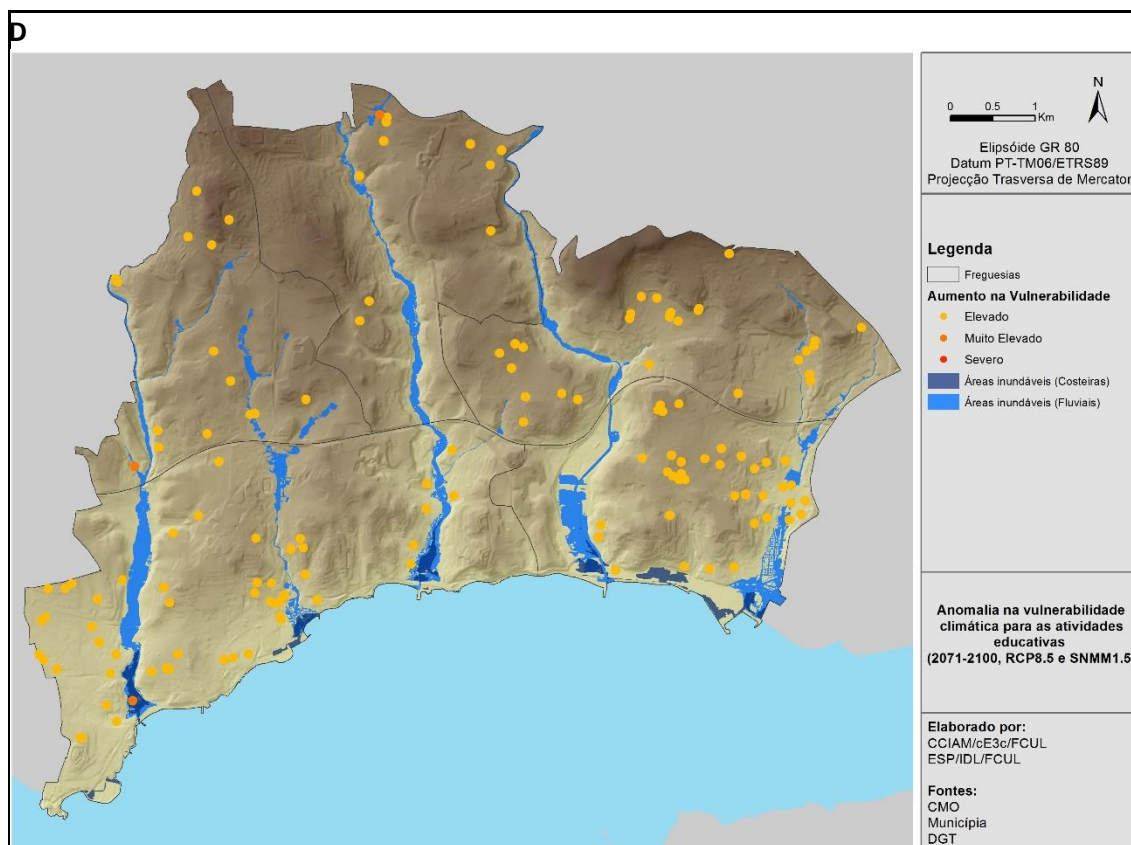 D
N
0 0.5 1
Km
Elipsóide GR 80
Datum PT-TM06/ETRS89
Projecção Trasversa de Mercator
Legenda
Freguesias
Aumento na Vulnerabilidade
Elevado
Muito Elevado
Severo
Áreas inundáveis (Costeiras)
Áreas inundáveis (Fluviais)
Anomalia na vulnerabilidade
climática para as atividades
educativas
(2071-2100, RCP8.5 e SNMM1.5
Elaborado por:
CCIAM/cE3c/FCUL
ESP/IDL/FCUL
Fontes:
CMO
Municípia
DGT